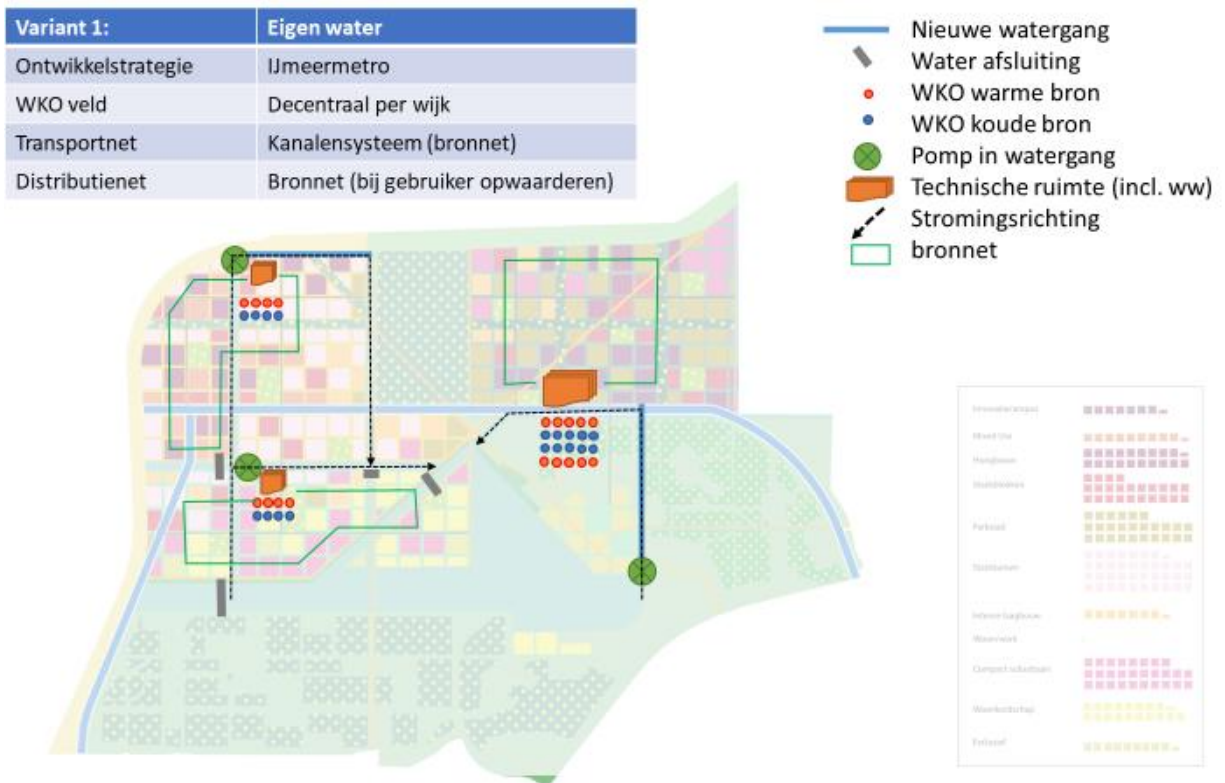 Variant 1: Eigen water
Ontwikkelstrategie IJmeermetro
WKO veld Decentraal per wijk
Transportnet Kanalensysteem (bronnet)
Distributienet Bronnet (bij gebruiker opwaarderen)
Nieuwe watergang
Water afsluiting
WKO warme bron
WKO koude bron
Pomp in watergang
Technische ruimte (incl. ww)
Stromingsrichting
bronnet